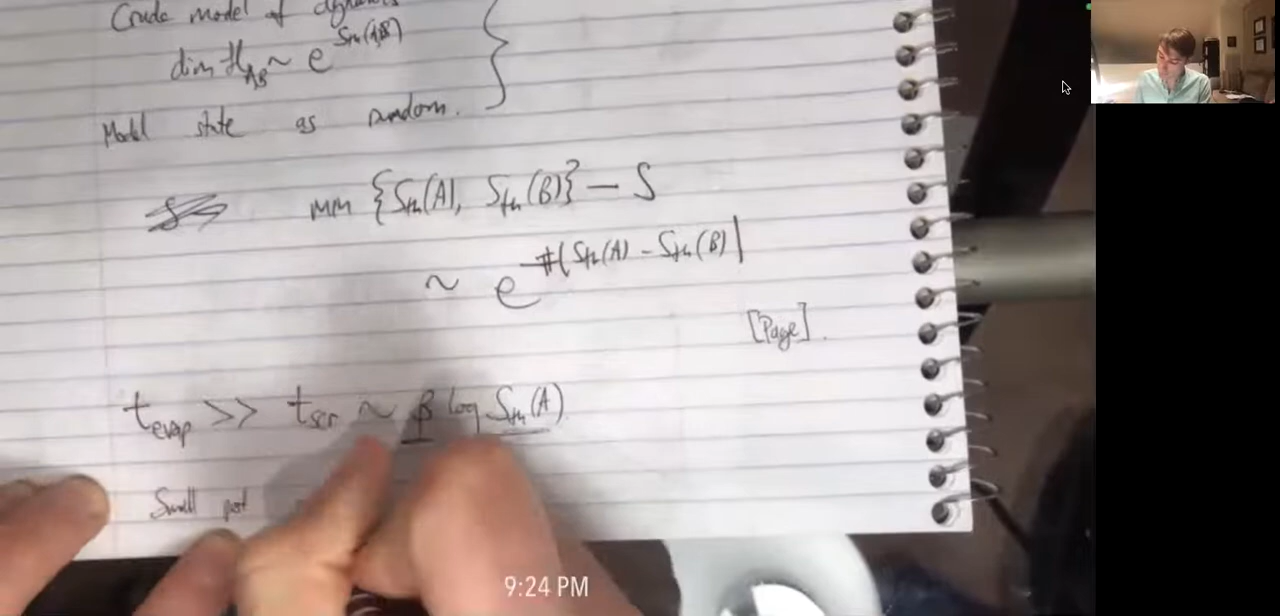 Crude model of
dim H_AB ~ e^{S_th(AB)}
Model state as random.
min {S_th(A), S_th(B)} — S
~ e^{-#|S_th(A) - S_th(B)|}
[Page].
t_evap >> t_scr ~ β log S_th(A)
Small part
9:24 PM